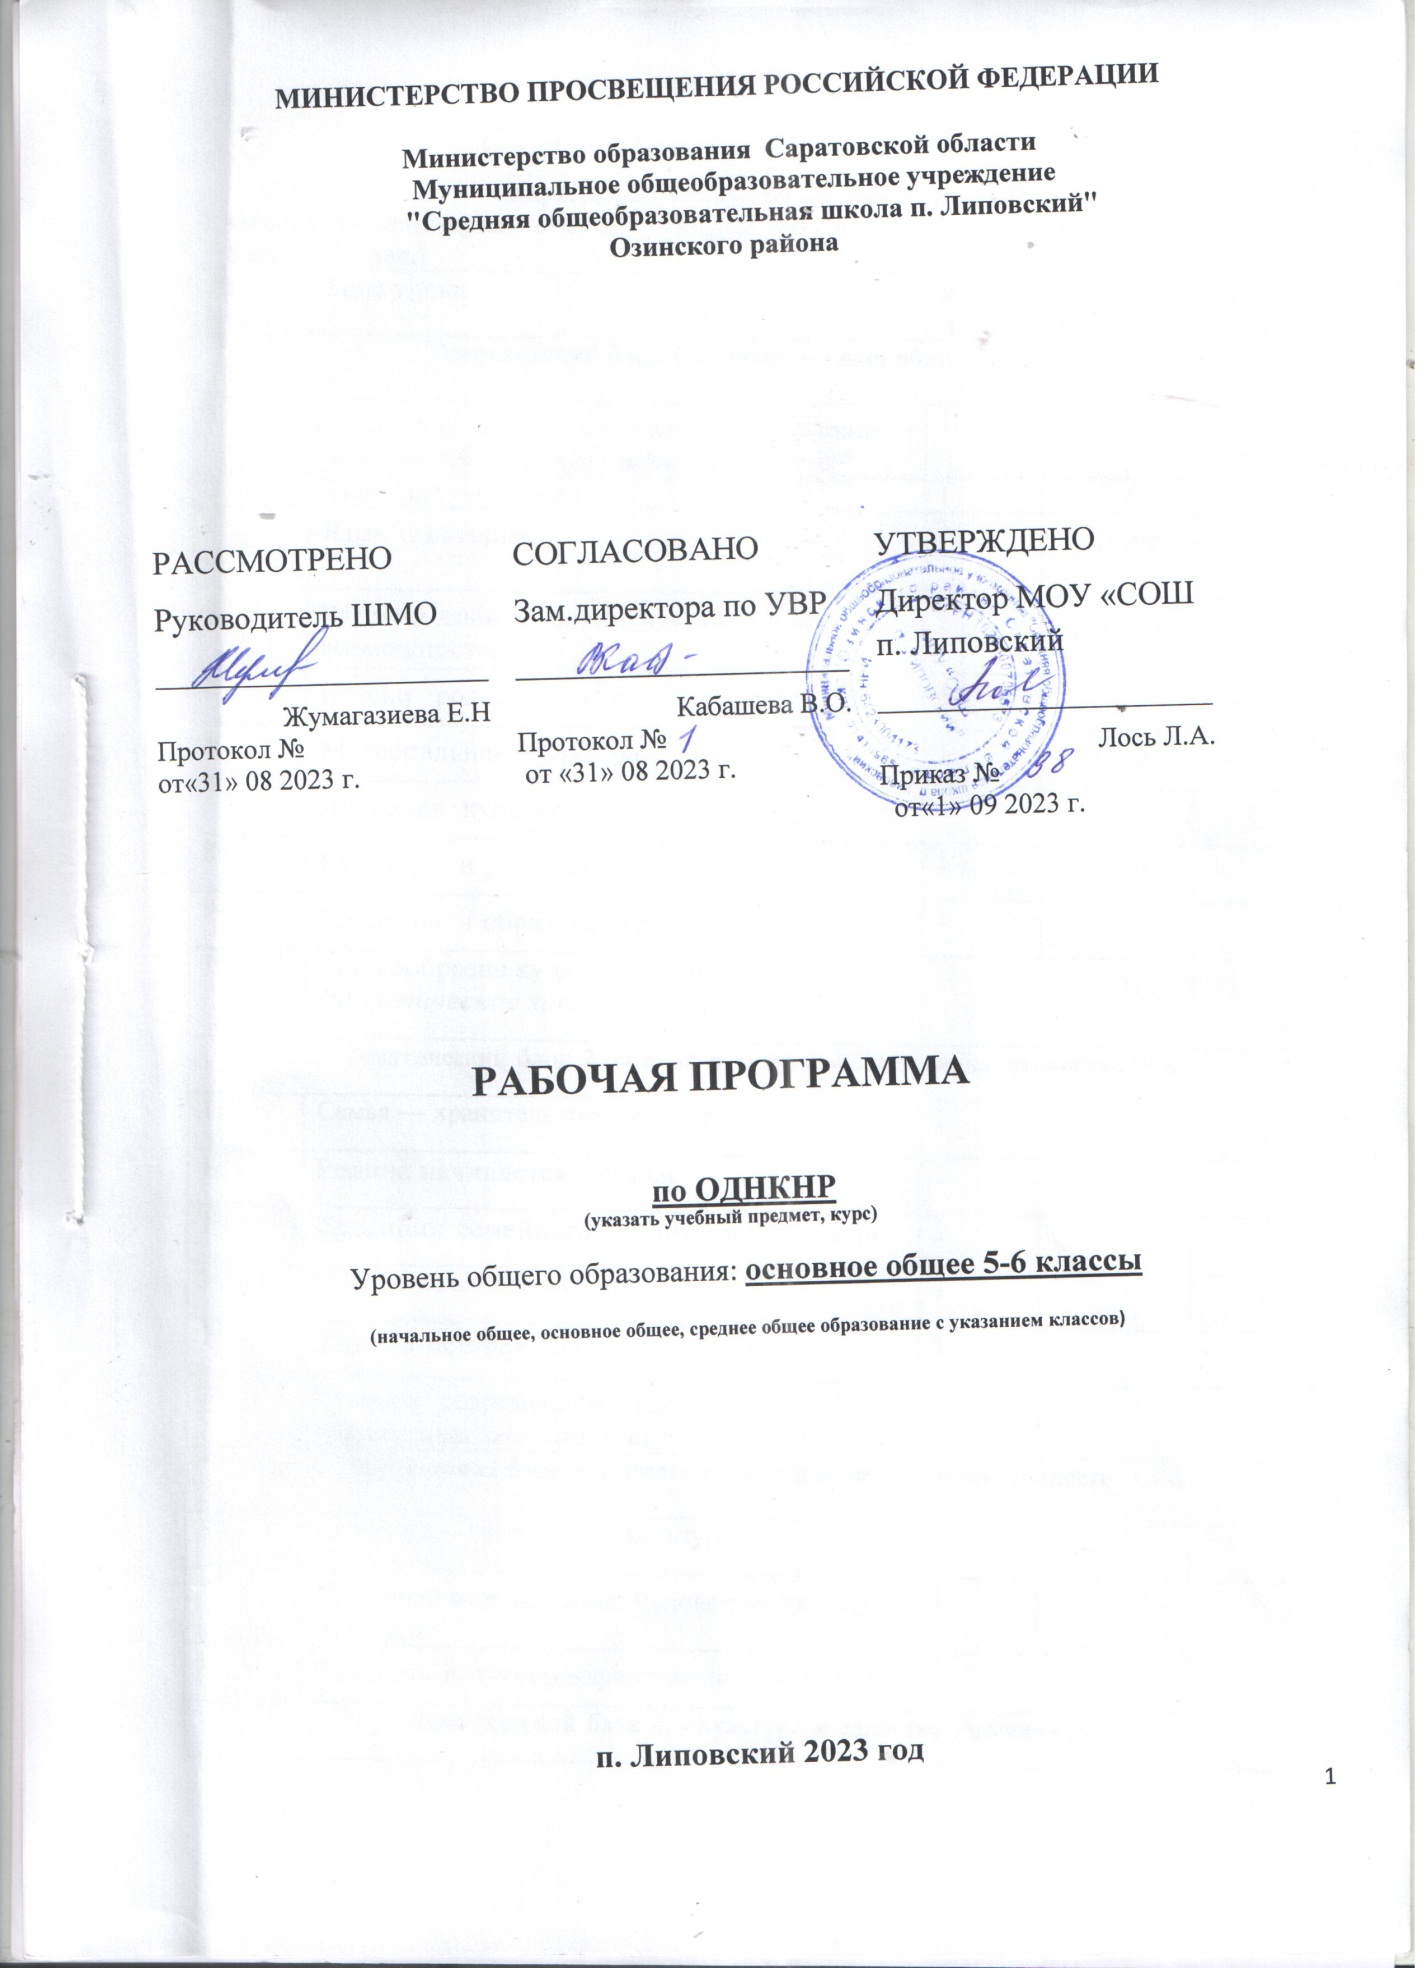 МИНИСТЕРСТВО ПРОСВЕЩЕНИЯ РОССИЙСКОЙ ФЕДЕРАЦИИ
Министерство образования Саратовской области
Муниципальное общеобразовательное учреждение
"Средняя общеобразовательная школа п. Липовский"
Озинского района
РАССМОТРЕНО
Руководитель ШМО
Жумагазиева Е.Н
Протокол №
от«31» 08 2023 г.
СОГЛАСОВАНО
Зам.директора по УВР
Кабашева В.О.
Протокол № 1
от «31» 08 2023 г.
УТВЕРЖДЕНО
Директор МОУ «СОШ
п. Липовский
Лось Л.А.
Приказ №
от«1» 09 2023 г.
РАБОЧАЯ ПРОГРАММА
по ОДНКНР
(указать учебный предмет, курс)
Уровень общего образования: основное общее 5-6 классы
(начальное общее, основное общее, среднее общее образование с указанием классов)
п. Липовский 2023 год
1